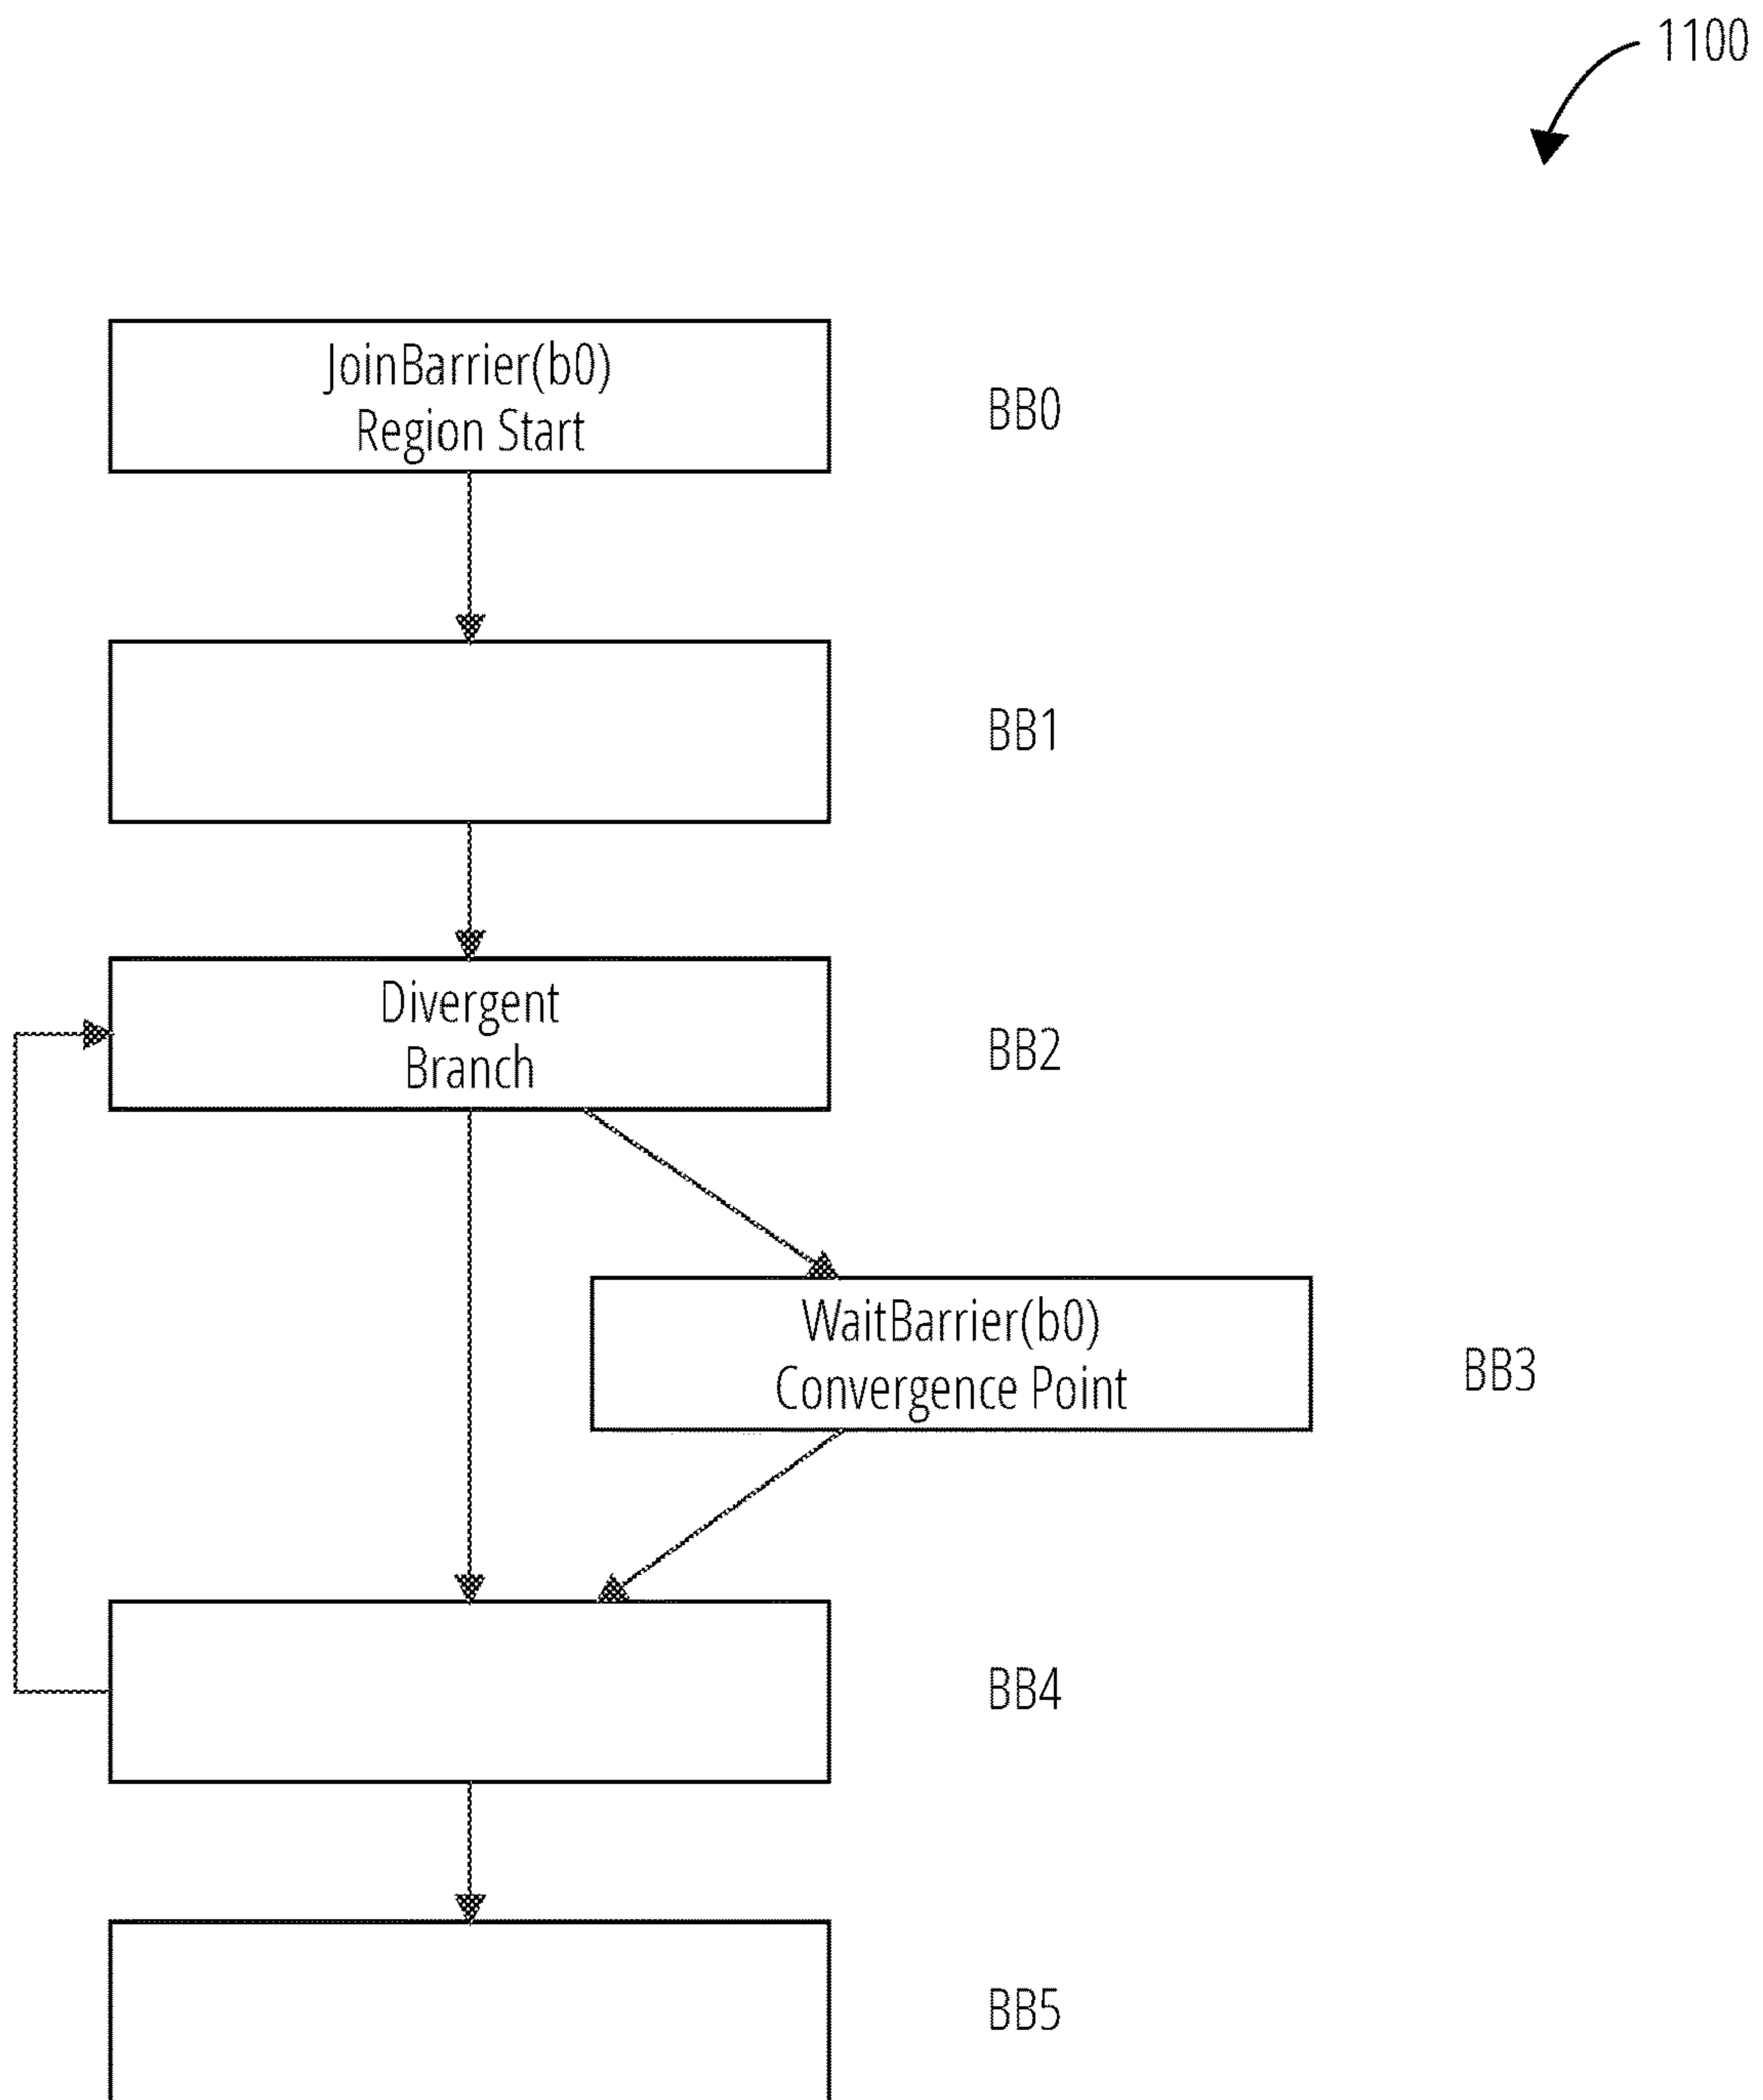 1100
JoinBarrier(b0)
Region Start
BB0
BB1
Divergent
Branch
BB2
WaitBarrier(b0)
Convergence Point
BB3
BB4
BB5